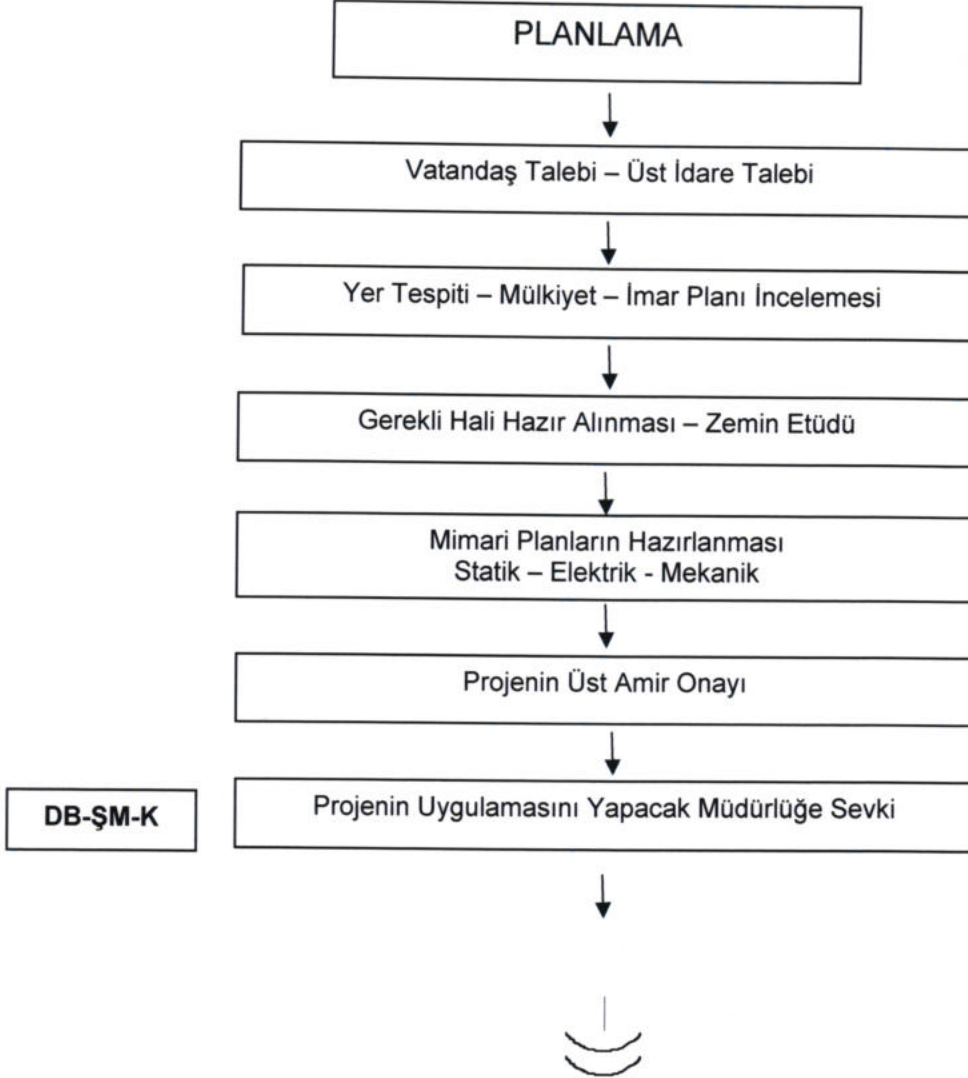 PLANLAMA
Vatandaş Talebi – Üst İdare Talebi
Yer Tespiti – Mülkiyet – İmar Planı İncelemesi
Gerekli Hali Hazır Alınması – Zemin Etüdü
Mimari Planların Hazırlanması
Statik – Elektrik - Mekanik
Projenin Üst Amir Onayı
DB-ŞM-K
Projenin Uygulamasını Yapacak Müdürlüğe Sevki